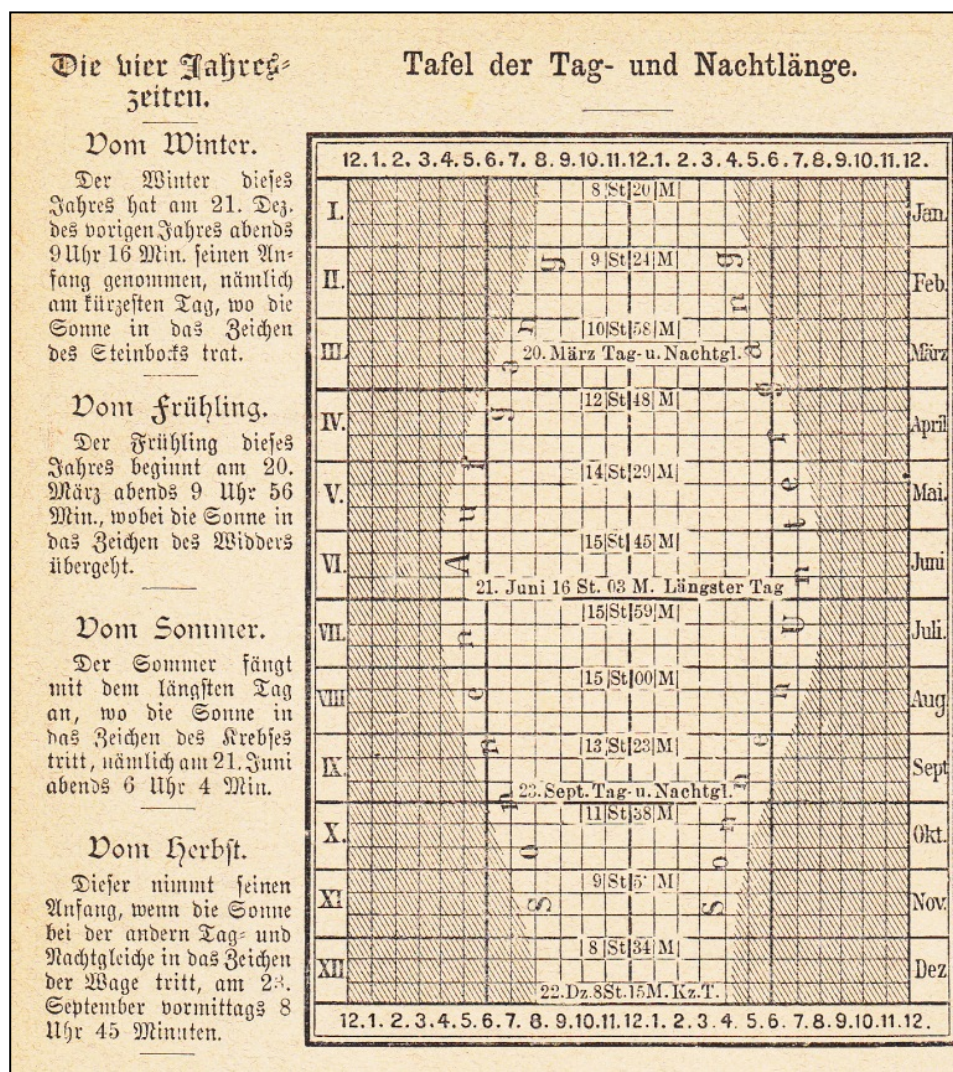 Die vier Jahres-
zeiten.
Vom Winter.
Der Winter dieses
Jahres hat am 21. Dez.
des vorigen Jahres abends
9 Uhr 16 Min. seinen An-
fang genommen, nämlich
am kürzesten Tag, wo die
Sonne in das Zeichen
des Steinbocks trat.
Vom Frühling.
Der Frühling dieses
Jahres beginnt am 20.
März abends 9 Uhr 56
Min., wobei die Sonne in
das Zeichen des Widders
übergeht.
Vom Sommer.
Der Sommer fängt
mit dem längsten Tag
an, wo die Sonne in
das Zeichen des Krebses
tritt, nämlich am 21. Juni
abends 6 Uhr 4 Min.
Vom Herbst.
Dieser nimmt seinen
Anfang, wenn die Sonne
bei der andern Tag- und
Nachtgleiche in das Zeichen
der Wage tritt, am 23.
September vormittags 8
Uhr 45 Minuten.
Tafel der Tag- und Nachtlänge.
12. 1. 2. 3. 4. 5. 6. 7. 8. 9. 10. 11. 12. 1. 2. 3. 4. 5. 6. 7. 8. 9. 10. 11. 12.
I. 8 St 20 M Jan.
II. 9 St 24 M Feb.
10 St 58 M
III. 20. März Tag- u. Nachtgl. März
12 St 48 M
IV. April
14 St 29 M
V. Mai.
15 St 45 M
VI. Juni
21. Juni 16 St. 03 M. Längster Tag
15 St 59 M
VII. Juli.
15 St 00 M
VIII Aug
13 St 23 M
IX. Sept
23. Sept. Tag- u. Nachtgl.
11 St 38 M
X. Okt.
9 St M
XI Nov.
8 St 34 M
XII Dez
22. Dz. 8 St. 15 M. Kz. T.
12. 1. 2. 3. 4. 5. 6. 7. 8. 9. 10. 11. 12. 1. 2. 3. 4. 5. 6. 7. 8. 9. 10. 11. 12.
Sonnen Aufgang
Sonnen Untergang